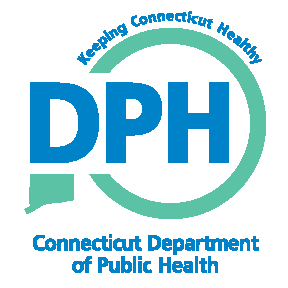 Keeping Connecticut Healthy
DPH
Connecticut Department
of Public Health